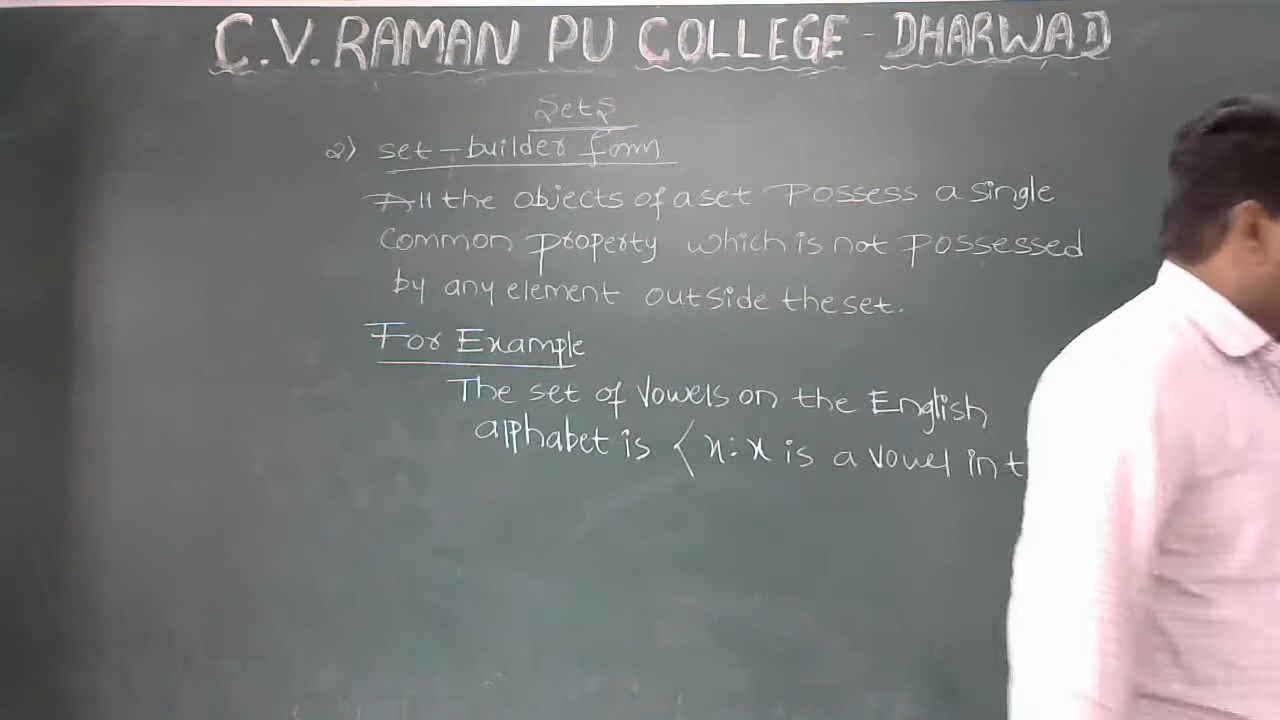 C.V. RAMAN PU COLLEGE - DHARWAD
Sets
2) set-builder form
All the objects of a set possess a single
common property which is not possessed
by any element outside the set.
For Example
The set of vowels on the English
alphabet is { x : x is a vowel in t